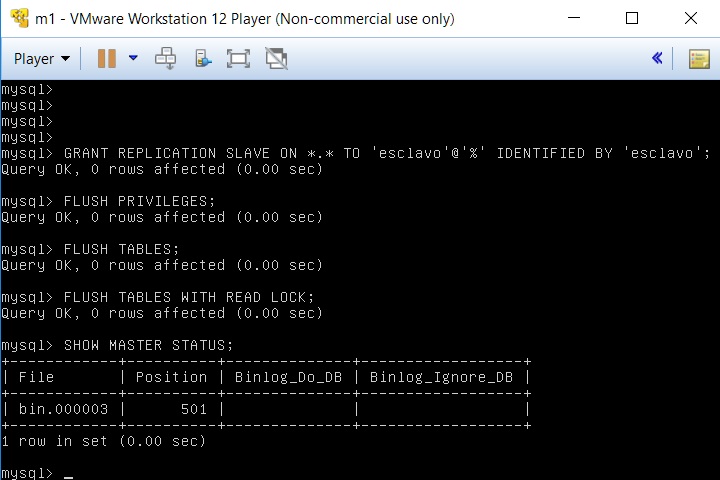 m1 - VMware Workstation 12 Player (Non-commercial use only)
Player
mysql>
mysql>
mysql>
mysql>
mysql> GRANT REPLICATION SLAVE ON *.* TO 'esclavo'@'%' IDENTIFIED BY 'esclavo';
Query OK, 0 rows affected (0.00 sec)
mysql> FLUSH PRIVILEGES;
Query OK, 0 rows affected (0.00 sec)
mysql> FLUSH TABLES;
Query OK, 0 rows affected (0.00 sec)
mysql> FLUSH TABLES WITH READ LOCK;
Query OK, 0 rows affected (0.00 sec)
mysql> SHOW MASTER STATUS;
+------------+----------+--------------+------------------+
| File       | Position | Binlog_Do_DB | Binlog_Ignore_DB |
+------------+----------+--------------+------------------+
| bin.000003 |      501 |              |                  |
+------------+----------+--------------+------------------+
1 row in set (0.00 sec)
mysql> _